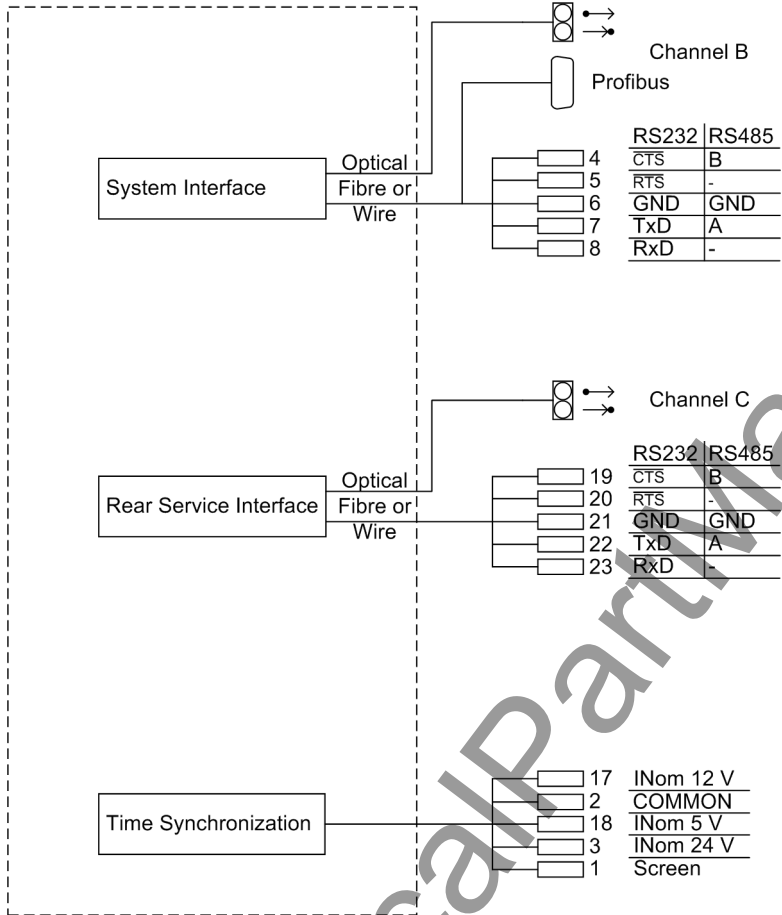 Channel B
Profibus
RS232 RS485
System Interface
Optical
Fibre or
Wire
4 CTS B
5 RTS -
6 GND GND
7 TxD A
8 RxD -
Channel C
RS232 RS485
Rear Service Interface
Optical
Fibre or
Wire
19 CTS B
20 RTS -
21 GND GND
22 TxD A
23 RxD -
Time Synchronization
17 INom 12 V
2 COMMON
18 INom 5 V
3 INom 24 V
1 Screen
calPartMa